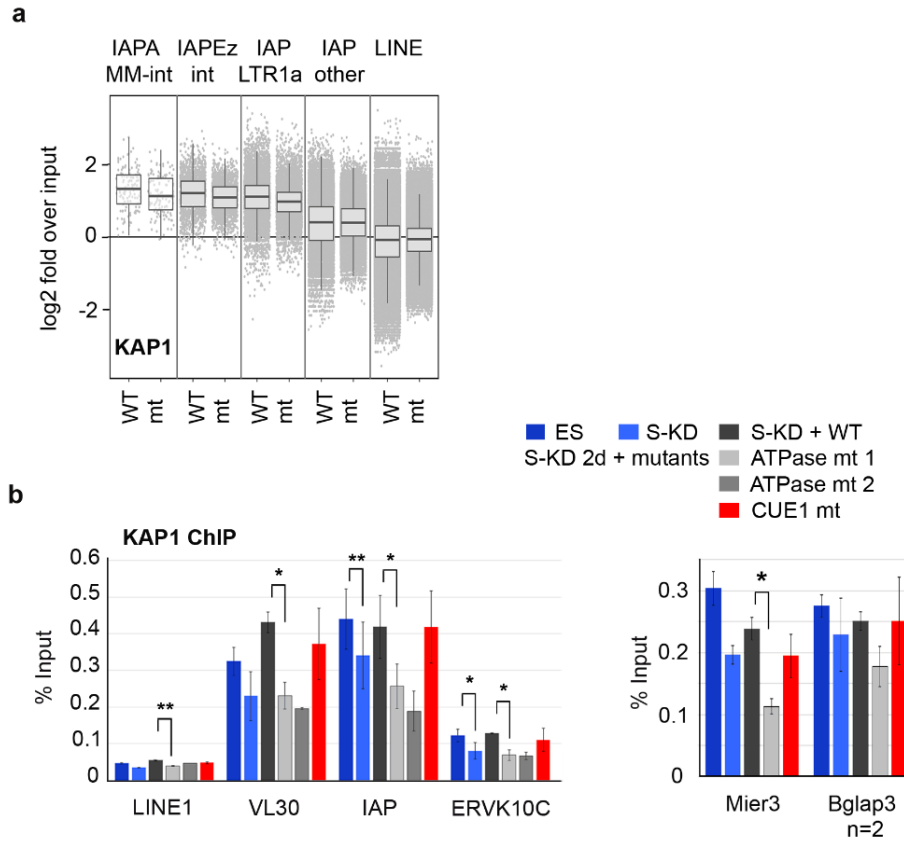 a
IAPA IAPEz IAP IAP LINE
MM-int int LTR1a other
log2 fold over input
2
0
-2
KAP1
WT mt WT mt WT mt WT mt WT mt
ES S-KD S-KD + WT
S-KD 2d + mutants ATPase mt 1
ATPase mt 2
CUE1 mt
b
KAP1 ChIP
% Input
0.6
0.5
0.4
0.3
0.2
0.1
0
** * ** * * *
LINE1 VL30 IAP ERVK10C
% Input
0.3
0.2
0.1
0
*
Mier3 Bglap3
n=2